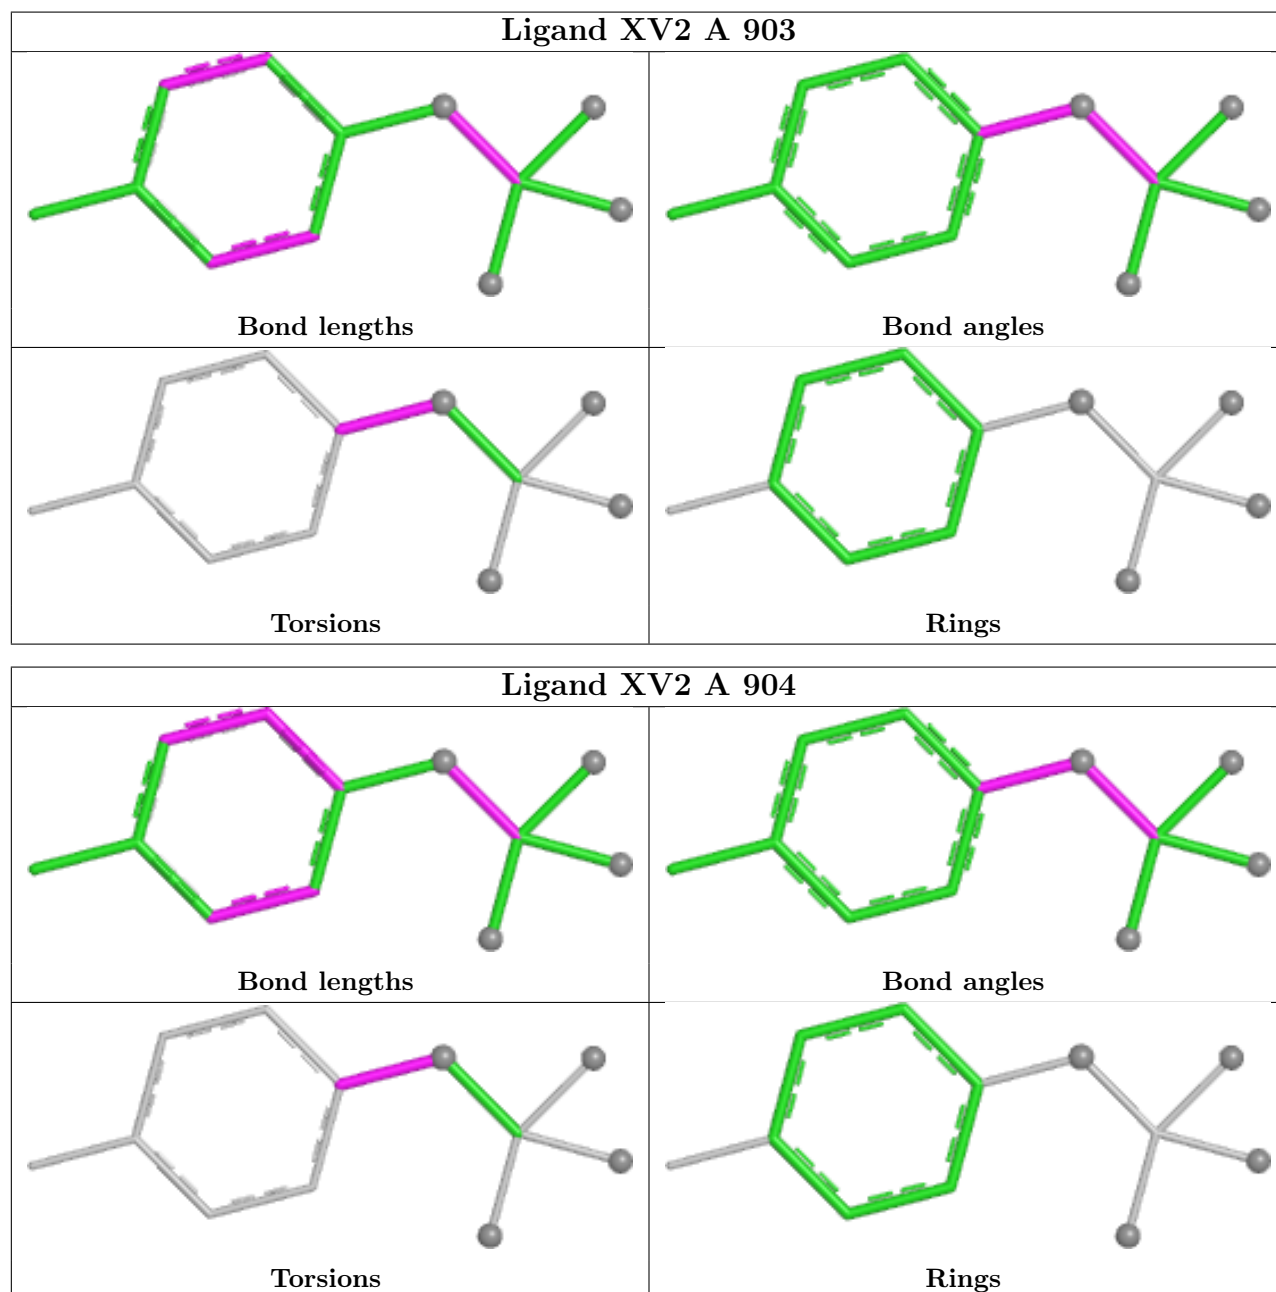 Ligand XV2 A 903
Bond lengths
Bond angles
Torsions
Rings
Ligand XV2 A 904
Bond lengths
Bond angles
Torsions
Rings